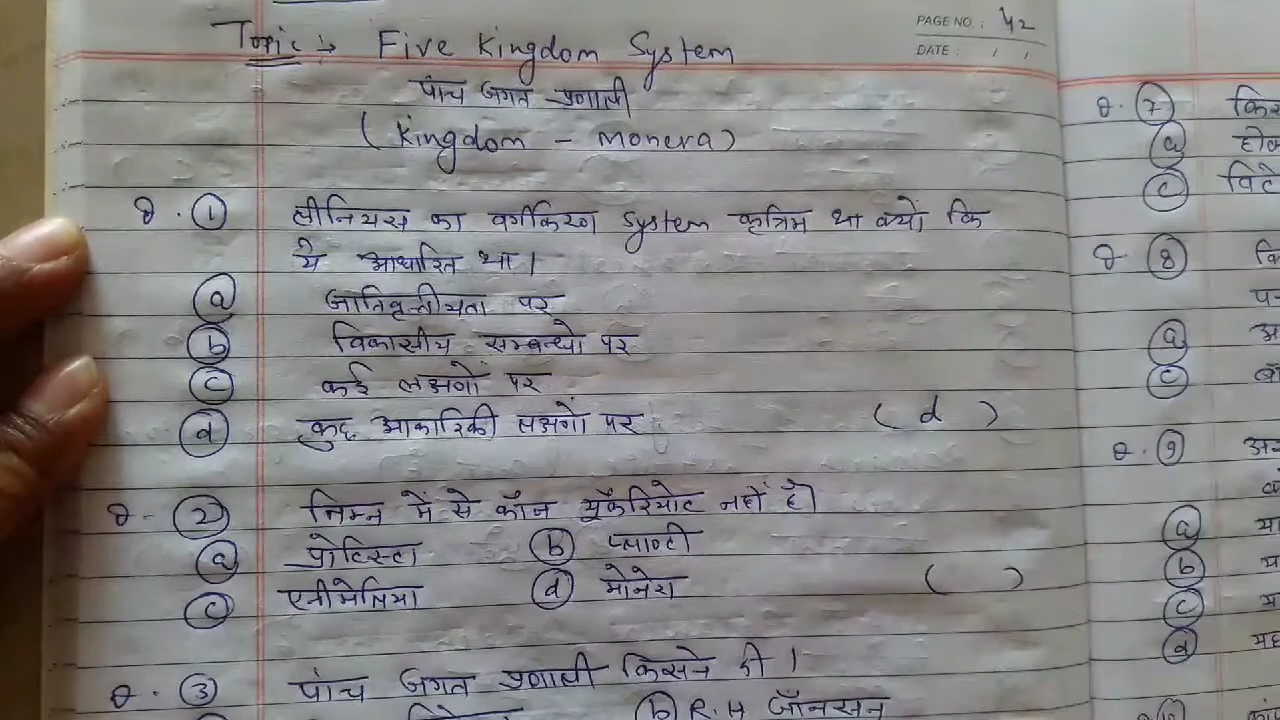 PAGE NO.: 42
DATE: / /
Topic :→ Five Kingdom System
पांच जगत प्रणाली
(Kingdom - Monera)
Q. 1 लीनियस का वर्गीकरण System कृत्रिम था क्यों कि
ये आधारित था।
a जातिवृत्तीयता पर
b विकासीय सम्बन्धो पर
c कई लक्षणों पर
d कुछ आकारिकी लक्षणों पर (d)
Q. 2 निम्न में से कौन यूकैरियोट नहीं है।
a प्रोटिस्टा b प्लान्टी
c एनीमेलिया d मोनेरा ( )
Q. 3 पांच जगत प्रणाली किसने दी।
b R.H जॉनसन
Q. 7
a
c
Q. 8
a
c
Q. 9
a
b
c
d